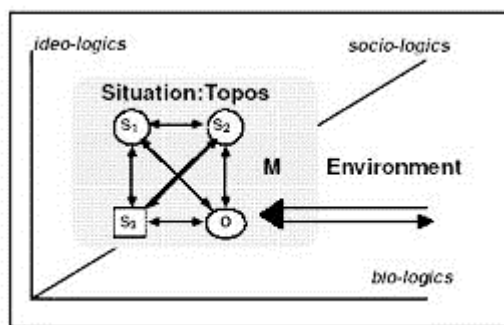 ideo-logics socio-logics
Situation:Topos
S1 S2
M Environment
S3 O
bio-logics